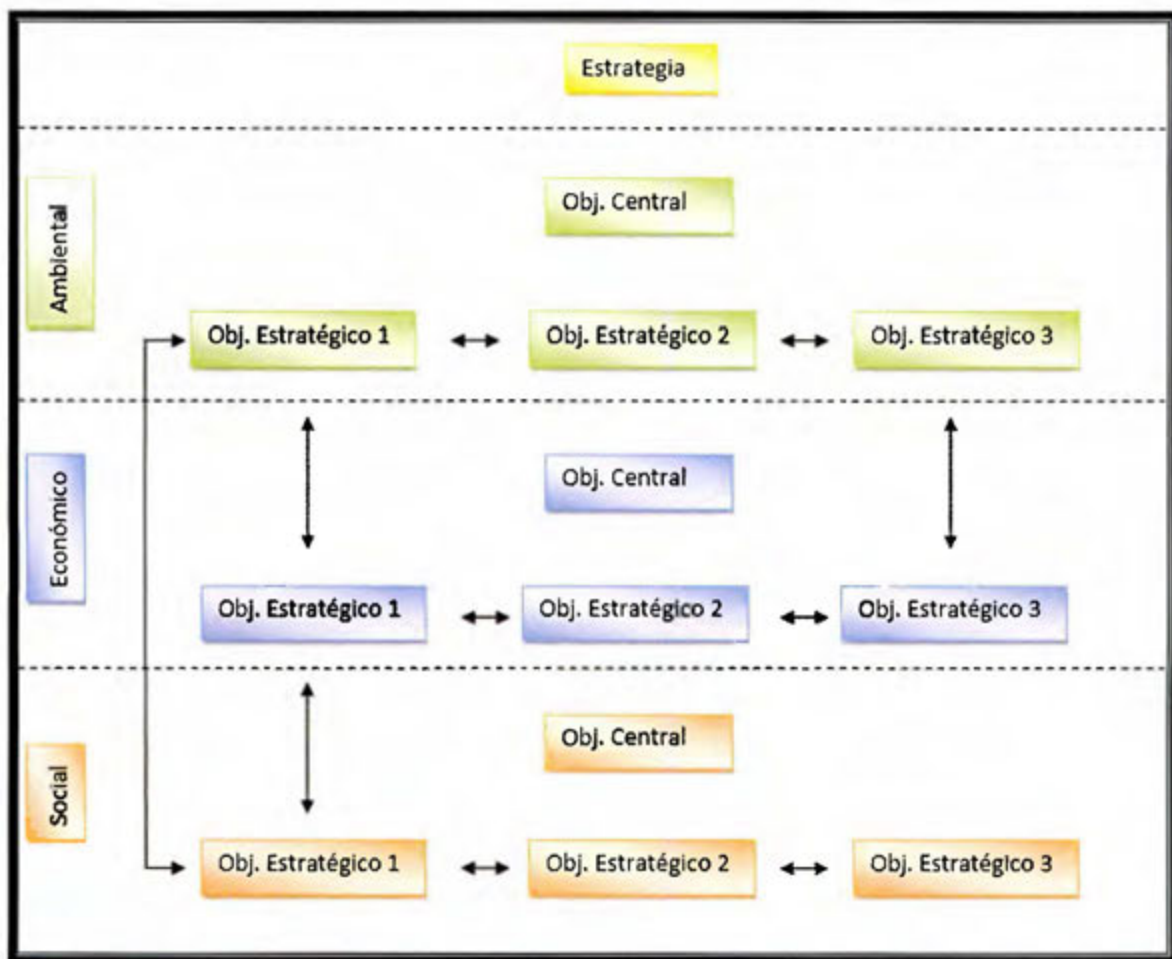 Estrategia
Ambiental
Obj. Central
Obj. Estratégico 1
Obj. Estratégico 2
Obj. Estratégico 3
Económico
Obj. Central
Obj. Estratégico 1
Obj. Estratégico 2
Obj. Estratégico 3
Social
Obj. Central
Obj. Estratégico 1
Obj. Estratégico 2
Obj. Estratégico 3